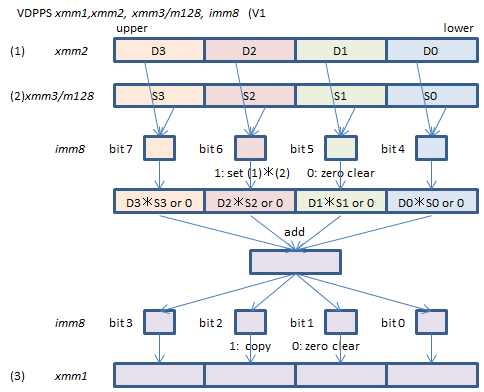 VDPPS xmm1,xmm2, xmm3/m128, imm8 (V1
upper lower
(1) xmm2 D3 D2 D1 D0
(2)xmm3/m128 S3 S2 S1 S0
imm8 bit 7 bit 6 bit 5 bit 4
1: set (1)＊(2) 0: zero clear
D3＊S3 or 0 D2＊S2 or 0 D1＊S1 or 0 D0＊S0 or 0
add
imm8 bit 3 bit 2 bit 1 bit 0
1: copy 0: zero clear
(3) xmm1